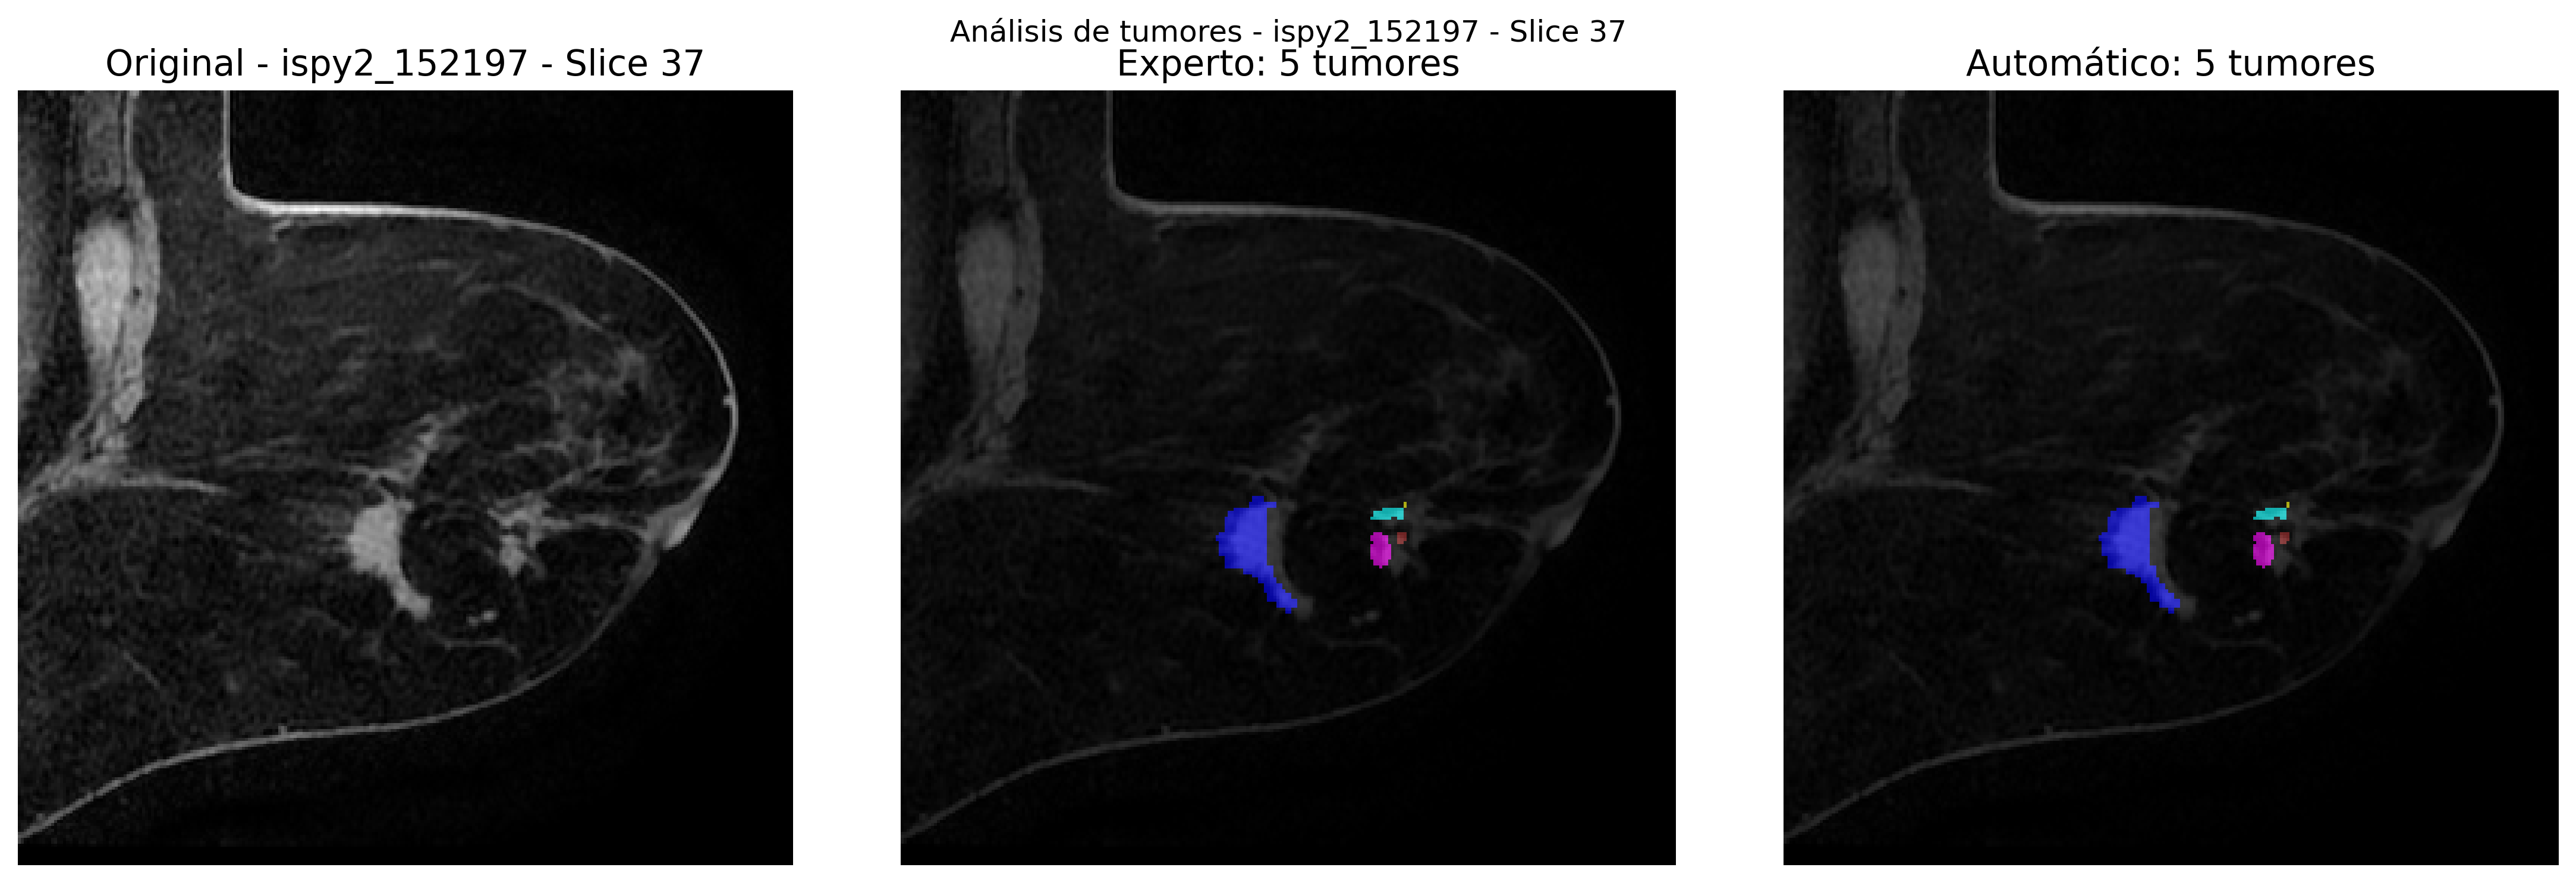 Análisis de tumores - ispy2_152197 - Slice 37
Original - ispy2_152197 - Slice 37
Experto: 5 tumores
Automático: 5 tumores